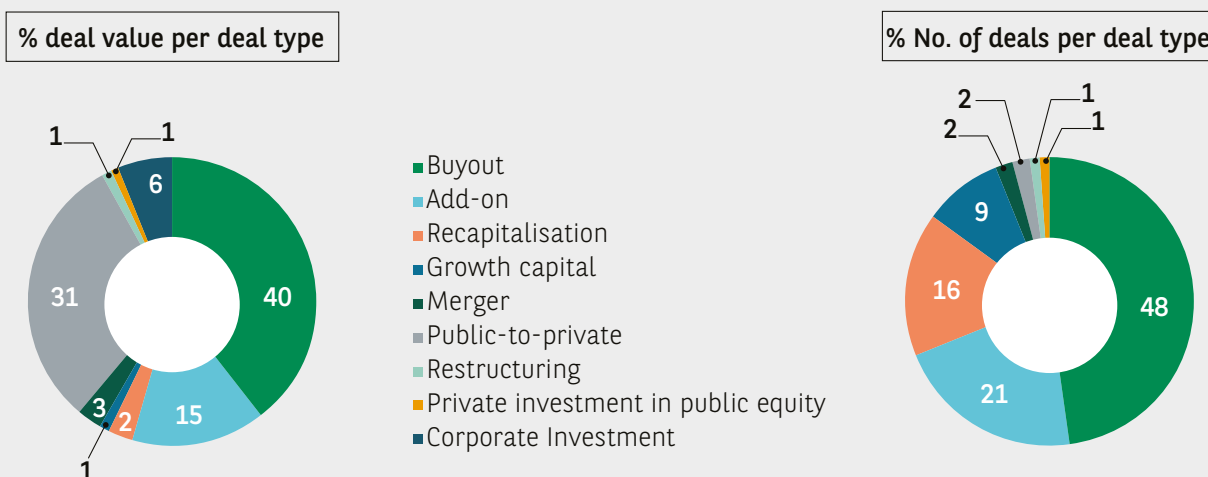 % deal value per deal type
% No. of deals per deal type
1
1
6
40
15
2
1
3
31
Buyout
Add-on
Recapitalisation
Growth capital
Merger
Public-to-private
Restructuring
Private investment in public equity
Corporate Investment
2
2
1
1
9
16
21
48